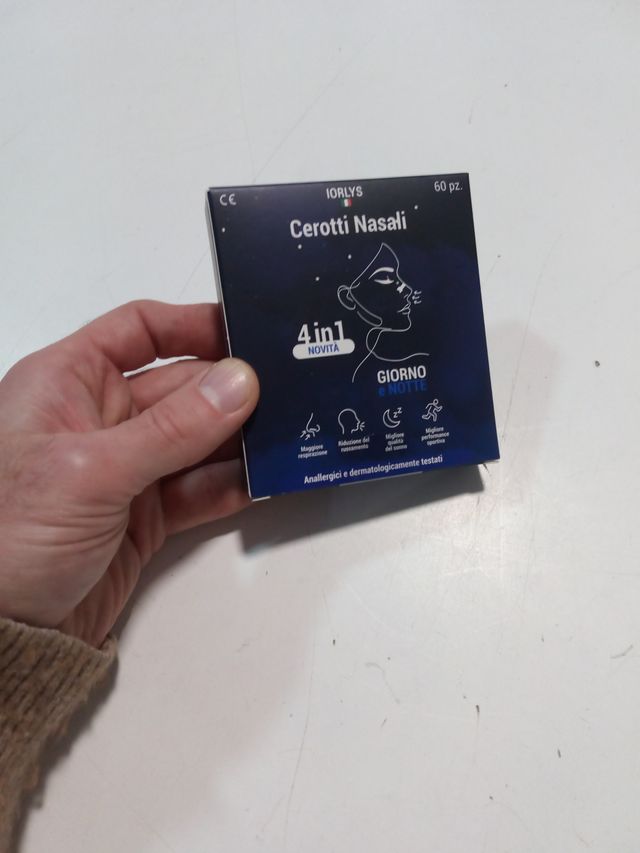 CE
IORLYS
60 pz.
Cerotti Nasali
4in1
NOVITÀ
GIORNO
e NOTTE
Maggiore
respirazione
Riduzione del
russamento
Migliore
qualità
del sonno
Migliore
performance
sportiva
Anallergici e dermatologicamente testati